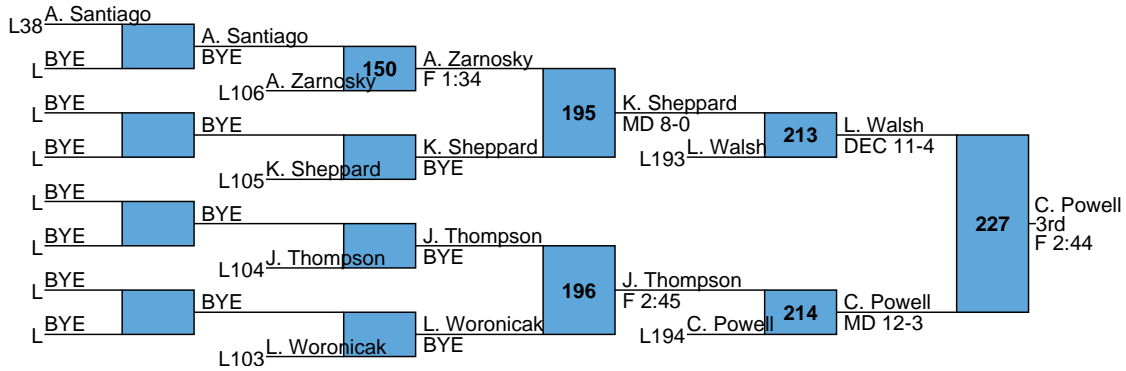 A. Santiago
L38
BYE
L
A. Santiago
BYE
150
A. Zarnosky
L106
A. Zarnosky
F 1:34
BYE
L
BYE
L
BYE
K. Sheppard
L105
K. Sheppard
BYE
195
K. Sheppard
MD 8-0
L. Walsh
L193
213
L. Walsh
DEC 11-4
BYE
L
BYE
L
BYE
J. Thompson
L104
J. Thompson
BYE
BYE
L
BYE
L
BYE
L. Woronicak
L103
L. Woronicak
BYE
196
J. Thompson
F 2:45
C. Powell
L194
214
C. Powell
MD 12-3
227
C. Powell
3rd
F 2:44